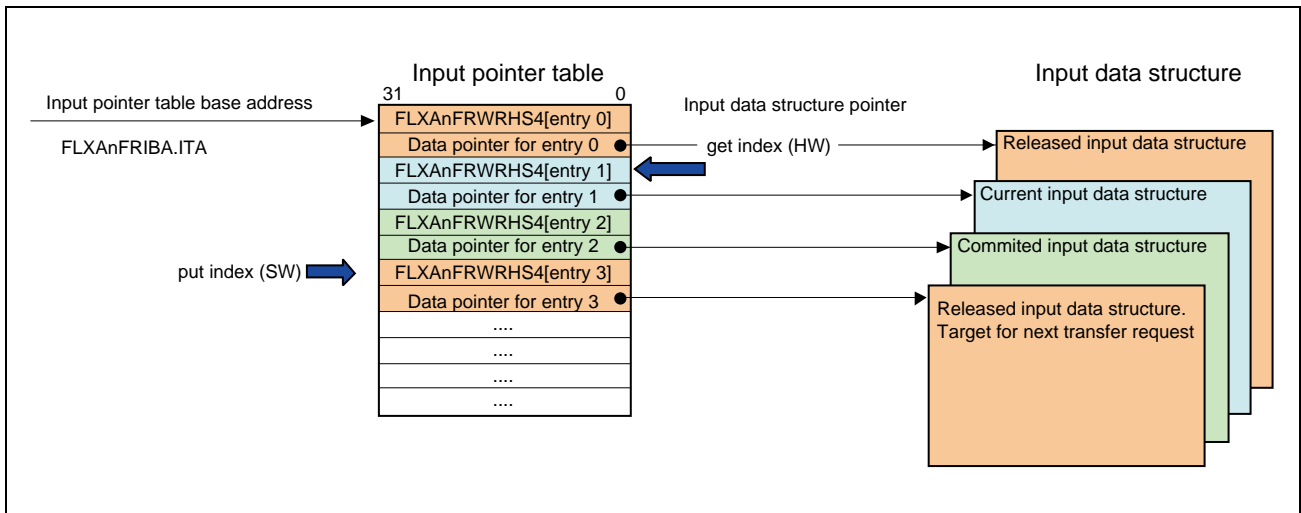 Input pointer table
Input data structure
31
0
Input pointer table base address
FLXAnFRIBA.ITA
Input data structure pointer
FLXAnFRWRHS4[entry 0]
Data pointer for entry 0
get index (HW)
Released input data structure
FLXAnFRWRHS4[entry 1]
Data pointer for entry 1
Current input data structure
FLXAnFRWRHS4[entry 2]
Data pointer for entry 2
Commited input data structure
put index (SW)
FLXAnFRWRHS4[entry 3]
Data pointer for entry 3
Released input data structure.
Target for next transfer request
....
....
....
....